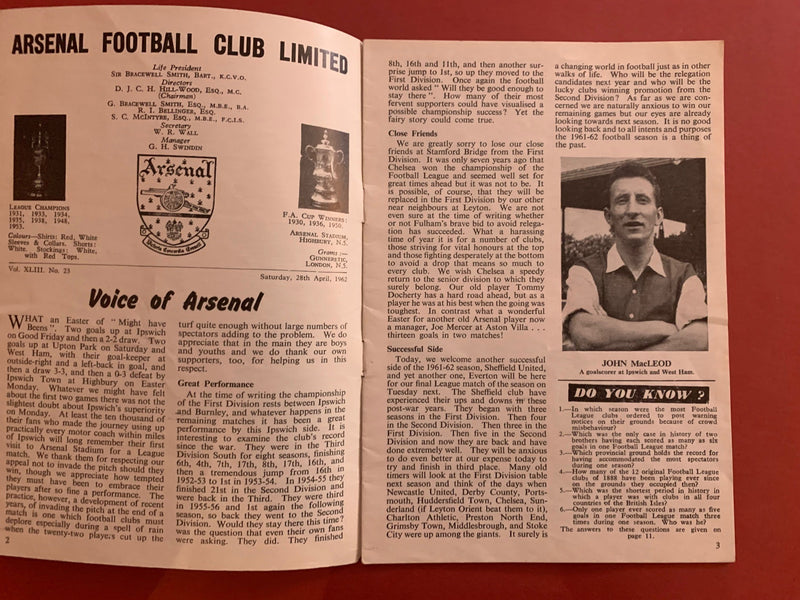 ARSENAL FOOTBALL CLUB LIMITED
Life President
SIR BRACEWELL SMITH, BART., K.C.V.O.
Directors
D. J. C. H. HILL-WOOD, ESQ., M.C.
(Chairman)
G. BRACEWELL SMITH, ESQ., M.B.E., B.A.
R. I. BELLINGER, ESQ.
S. C. MCINTYRE, ESQ., M.B.E., F.C.I.S.
Secretary
W. R. WALL
Manager
G. H. SWINDIN
Arsenal
Victoria Concordia Crescit
LEAGUE CHAMPIONS
1931, 1933, 1934,
1935, 1938, 1948,
1953.
Colours—Shirts: Red, White
Sleeves & Collars. Shorts:
White. Stockings: White,
with Red Tops.
F.A. CUP WINNERS:
1930, 1936, 1950.
ARSENAL STADIUM,
HIGHBURY, N.5.
Grams:—
GUNNERETIC,
LONDON, N.5.
Vol. XLIII. No. 23
Saturday, 28th April, 1962
Voice of Arsenal
WHAT an Easter of "Might have
Beens". Two goals up at Ipswich
on Good Friday and then a 2-2 draw. Two
goals up at Upton Park on Saturday and
West Ham, with their goal-keeper at
outside-right and a left-back in goal, and
then a draw 3-3, and then a 0-3 defeat by
Ipswich Town at Highbury on Easter
Monday. Whatever we might have felt
about the first two games there was not the
slightest doubt about Ipswich's superiority
on Monday. At least the ten thousand of
their fans who made the journey using up
practically every motor coach within miles
of Ipswich will long remember their first
visit to Arsenal Stadium for a League
match. We thank them for respecting our
appeal not to invade the pitch should they
win, though we appreciate how tempted
they must have been to embrace their
players after so fine a performance. The
practice, however, a development of recent
years, of invading the pitch at the end of a
match is one which football clubs most
deplore especially during a spell of rain
when the twenty-two players cut up the
2
turf quite enough without large numbers of
spectators adding to the problem. We do
appreciate that in the main they are boys
and youths and we do thank our own
supporters, too, for helping us in this
respect.
Great Performance
At the time of writing the championship
of the First Division rests between Ipswich
and Burnley, and whatever happens in the
remaining matches it has been a great
performance by this Ipswich side. It is
interesting to examine the club's record
since the war. They were in the Third
Division South for eight seasons, finishing
6th, 4th, 7th, 17th, 8th, 17th, 16th, and
then a tremendous jump from 16th in
1952-53 to 1st in 1953-54. In 1954-55 they
finished 21st in the Second Division and
were back in the Third. They were third
in 1955-56 and 1st again the following
season, so back they went to the Second
Division. Would they stay there this time?
was the question that even their own fans
were asking. They did. They finished
8th, 16th and 11th, and then another sur-
prise jump to 1st, so up they moved to the
First Division. Once again the football
world asked "Will they be good enough to
stay there". How many of their most
fervent supporters could have visualised a
possible championship success? Yet the
fairy story could come true.
Close Friends
We are greatly sorry to lose our close
friends at Stamford Bridge from the First
Division. It was only seven years ago that
Chelsea won the championship of the
Football League and seemed well set for
great times ahead but it was not to be. It
is possible, of course, that they will be
replaced in the First Division by our other
near neighbours at Leyton. We are not
even sure at the time of writing whether
or not Fulham's brave bid to avoid relega-
tion has succeeded. What a harassing
time of year it is for a number of clubs,
those striving for vital honours at the top
and those fighting desperately at the bottom
to avoid a drop that means so much to
every club. We wish Chelsea a speedy
return to the senior division to which they
surely belong. Our old player Tommy
Docherty has a hard road ahead, but as a
player he was at his best when the going was
toughest. In contrast what a wonderful
Easter for another old Arsenal player now
a manager, Joe Mercer at Aston Villa . . .
thirteen goals in two matches!
Successful Side
Today, we welcome another successful
side of the 1961-62 season, Sheffield United,
and yet another one, Everton will be here
for our final League match of the season on
Tuesday next. The Sheffield club have
experienced their ups and downs in these
post-war years. They began with three
seasons in the First Division. Then four
in the Second Division. Then three in the
First Division. Then five in the Second
Division and now they are back and have
done extremely well. They will be anxious
to do even better at our expense today to
try and finish in third place. Many old
timers will look at the First Division table
next season and think of the days when
Newcastle United, Derby County, Ports-
mouth, Huddersfield Town, Chelsea, Sun-
derland (if Leyton Orient beat them to it),
Charlton Athletic, Preston North End,
Grimsby Town, Middlesbrough, and Stoke
City were up among the giants. It surely is
a changing world in football just as in other
walks of life. Who will be the relegation
candidates next year and who will be the
lucky clubs winning promotion from the
Second Division? As far as we are con-
cerned we are naturally anxious to win our
remaining games but our eyes are already
looking towards next season. It is no good
looking back and to all intents and purposes
the 1961-62 football season is a thing of
the past.
JOHN MacLEOD
A goalscorer at Ipswich and West Ham.
DO YOU KNOW?
1.—In which season were the most Football
League clubs ordered to post warning
notices on their grounds because of crowd
misbehaviour?
2.—Which was the only case in history of two
brothers having each scored as many as six
goals in one Football League match?
3.—Which provincial ground holds the record for
having accommodated the most spectators
during one season?
4.—How many of the 12 original Football League
clubs of 1888 have been playing ever since
on the grounds they occupied then?
5.—Which was the shortest period in history in
which a player was with clubs in all four
countries of the British Isles?
6.—Only one player ever scored as many as five
goals in one Football League match three
times during one season. Who was he?
The answers to these questions are given on
page 11.
3